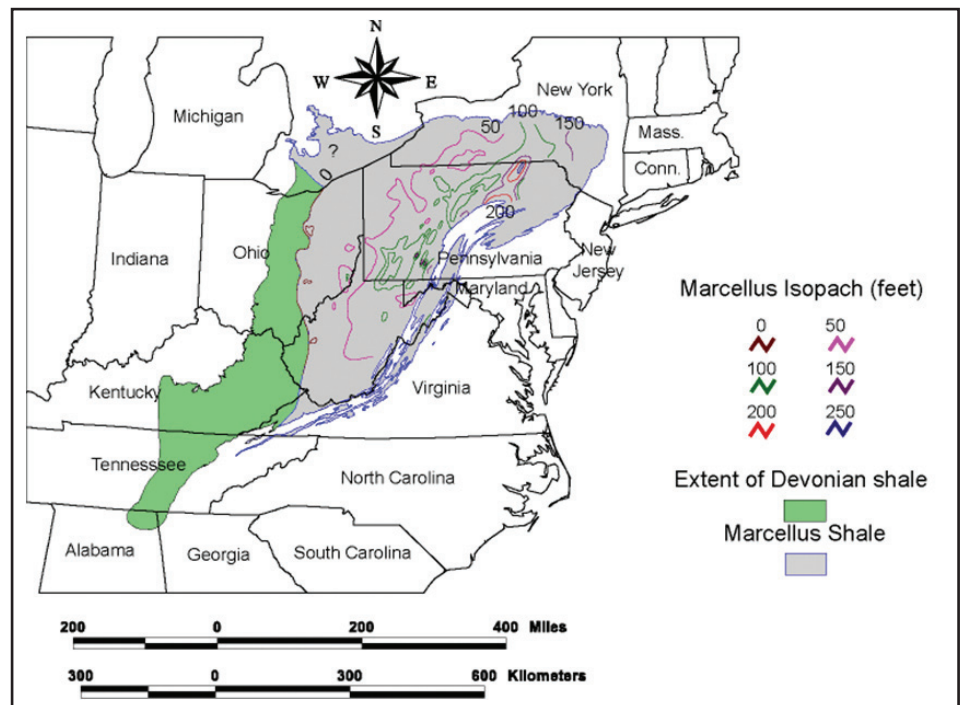 N
W E
S
Michigan
New York
100
50
150
Mass.
Conn.
?
0
200
Ohio
Indiana
Pennsylvania
New
Jersey
Maryland
Kentucky
Virginia
Tennesssee
North Carolina
Alabama
Georgia
South Carolina
Marcellus Isopach (feet)
0 50
100 150
200 250
Extent of Devonian shale
Marcellus Shale
200 0 200 400 Miles
300 0 300 600 Kilometers